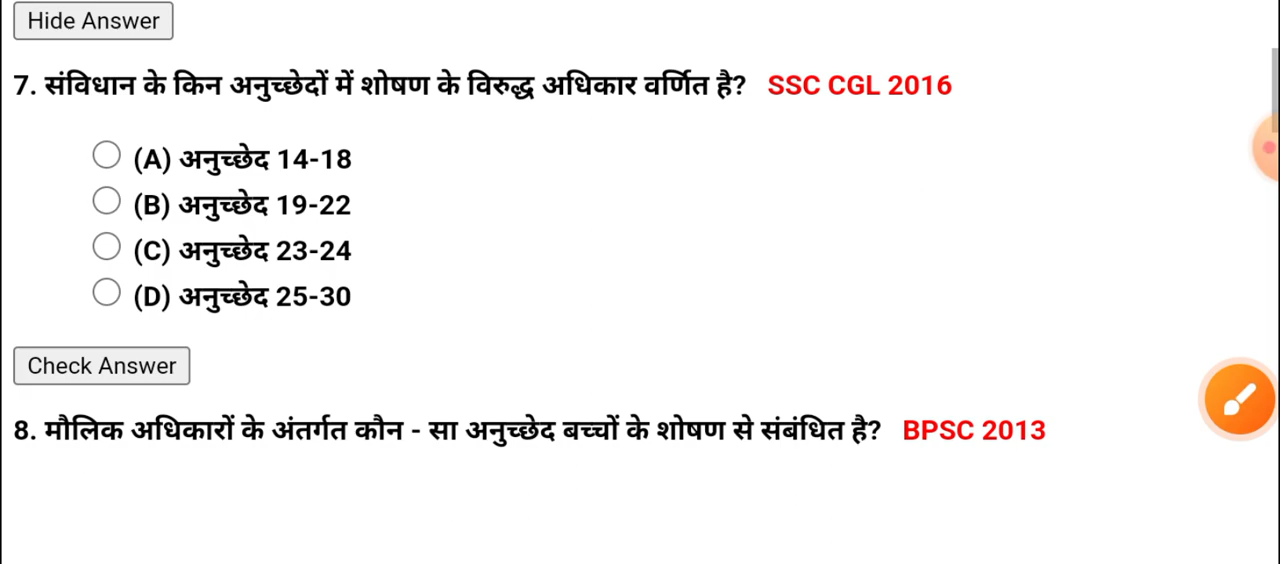 Hide Answer
7. संविधान के किन अनुच्छेदों में शोषण के विरुद्ध अधिकार वर्णित है? SSC CGL 2016
(A) अनुच्छेद 14-18
(B) अनुच्छेद 19-22
(C) अनुच्छेद 23-24
(D) अनुच्छेद 25-30
Check Answer
8. मौलिक अधिकारों के अंतर्गत कौन - सा अनुच्छेद बच्चों के शोषण से संबंधित है? BPSC 2013